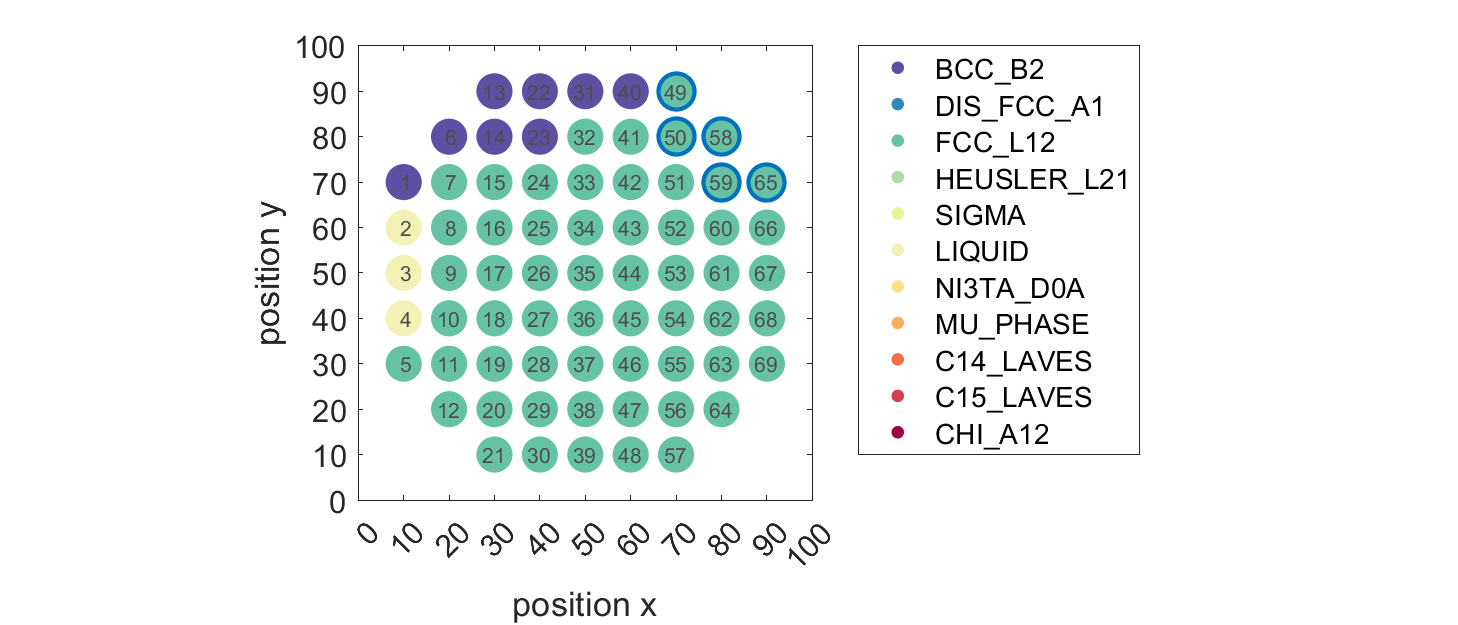 100
90
80
70
60
50
40
30
20
10
0
position y
13 22 31 40 49
6 14 23 32 41 50 58
1 7 15 24 33 42 51 59 65
2 8 16 25 34 43 52 60 66
3 9 17 26 35 44 53 61 67
4 10 18 27 36 45 54 62 68
5 11 19 28 37 46 55 63 69
12 20 29 38 47 56 64
21 30 39 48 57
0 10 20 30 40 50 60 70 80 90 100
position x
BCC_B2
DIS_FCC_A1
FCC_L12
HEUSLER_L21
SIGMA
LIQUID
NI3TA_D0A
MU_PHASE
C14_LAVES
C15_LAVES
CHI_A12